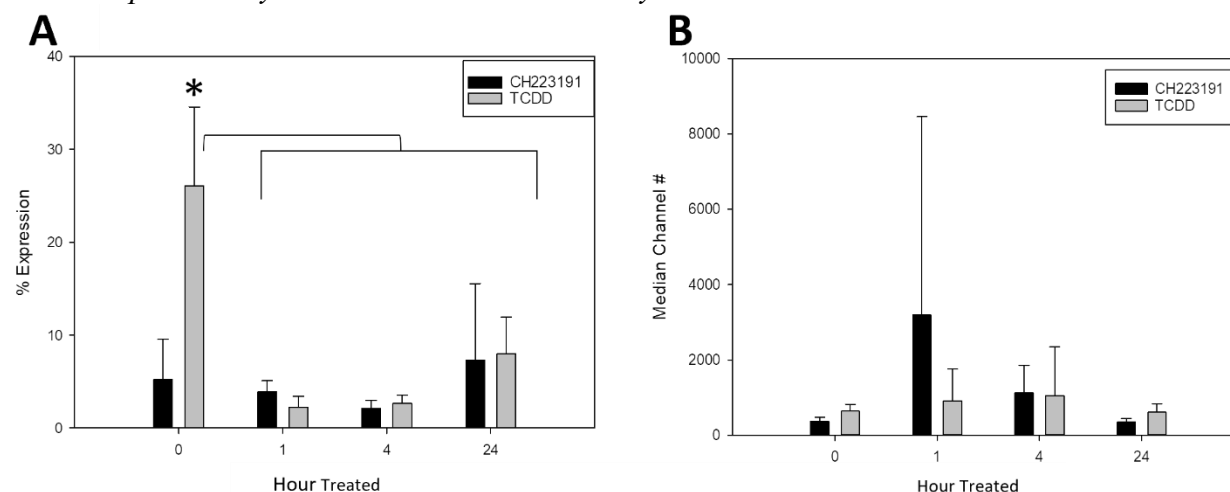 A
40
30
20
10
0
% Expression
*
CH223191
TCDD
0 1 4 24
Hour Treated
B
10000
8000
6000
4000
2000
0
Median Channel #
CH223191
TCDD
0 1 4 24
Hour Treated